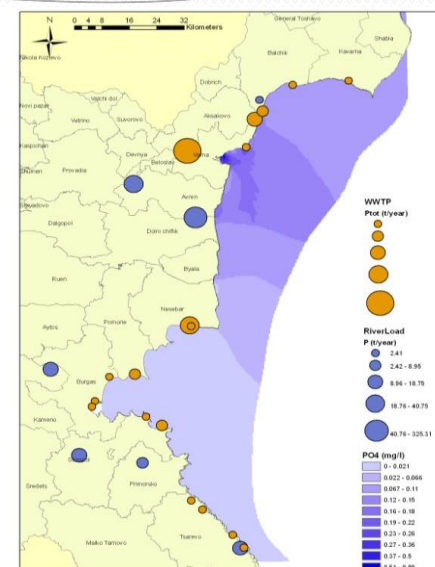 N
0 4 8 16 24 32
Kilometers
General Toshevo
Shabla
Balchik
Kavarna
Nikola Kozlevo
Dobrich
Valchi dol
Suvorovo
Aksakovo
Novi pazar
Vetrino
Kaspichan
Devnya
Beloslav
Varna
Provadia
Avren
Dalgopol
Dolni chiflik
Byala
Ruen
Nesebar
Pomorie
Aytos
Burgas
Kameno
Sozopol
Sredets
Primorsko
Tsarevo
Malko Tarnovo
WWTP
Ptot (t/year)
RiverLoad
P (t/year)
2.41
2.42 - 8.95
8.96 - 18.75
18.76 - 40.75
40.76 - 325.31
PO4 (mg/l)
0 - 0.021
0.022 - 0.066
0.067 - 0.11
0.12 - 0.15
0.16 - 0.18
0.19 - 0.22
0.23 - 0.26
0.27 - 0.36
0.37 - 0.5